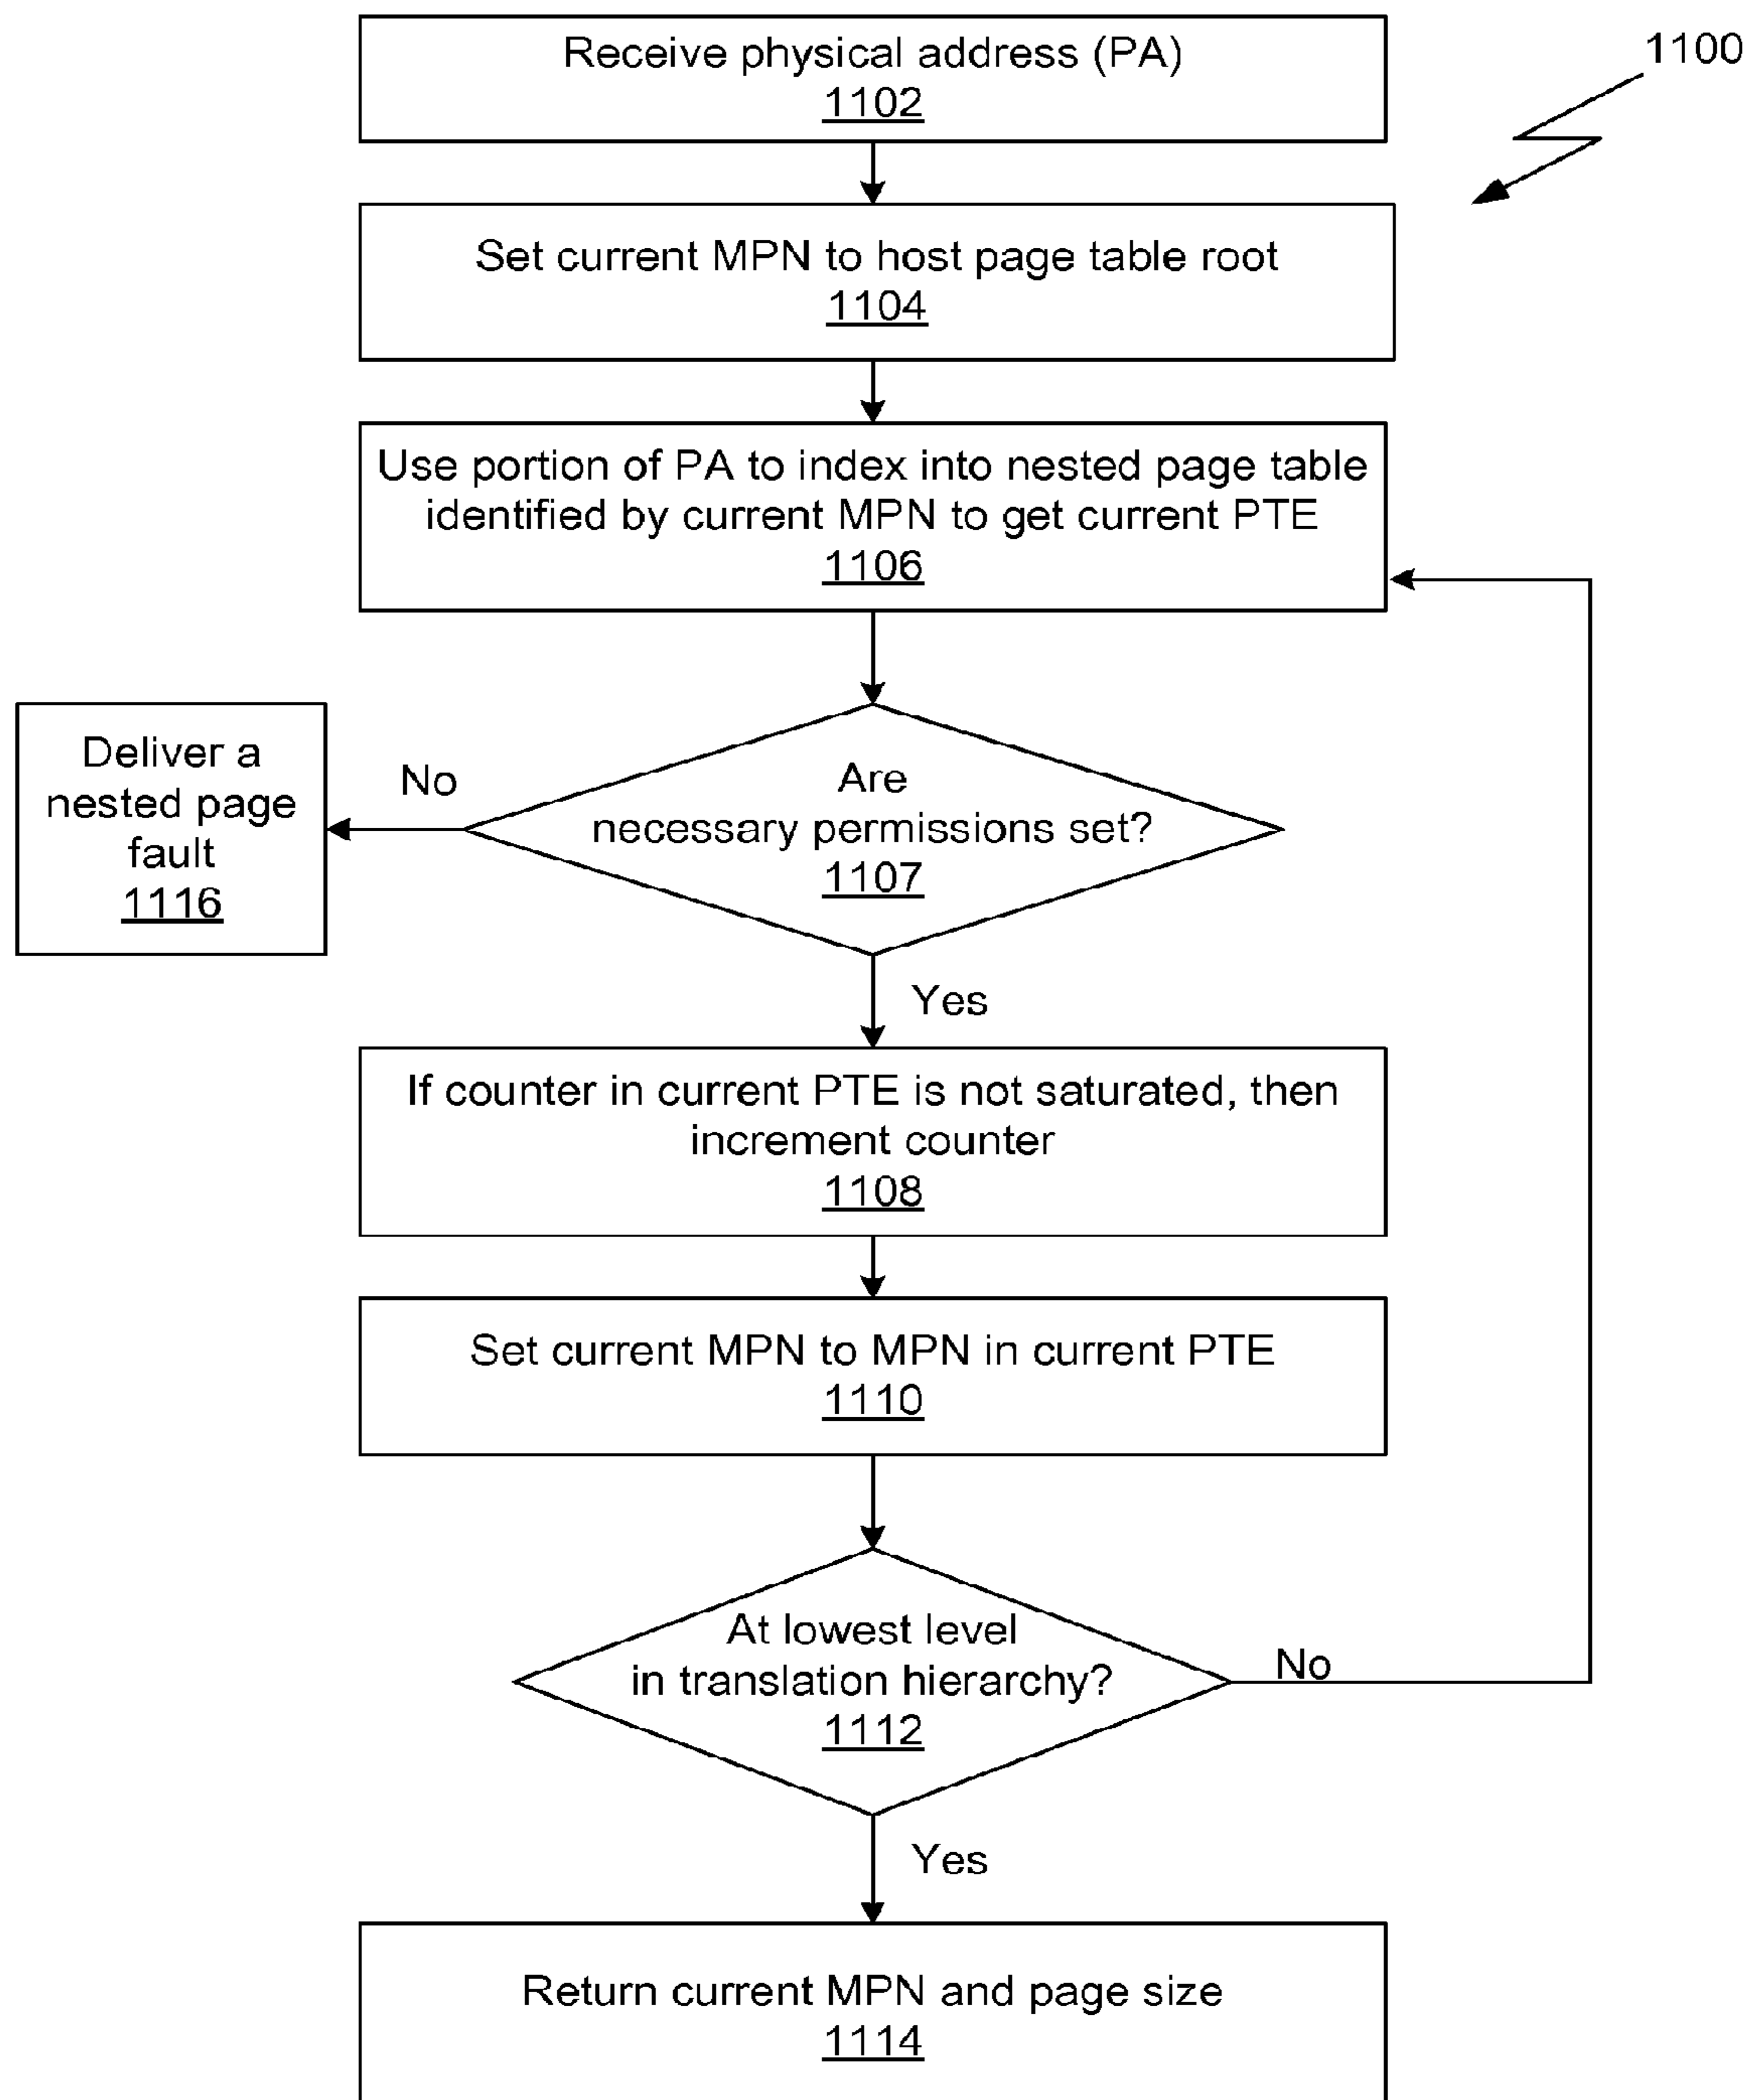 Receive physical address (PA)
1102
1100
Set current MPN to host page table root
1104
Use portion of PA to index into nested page table
identified by current MPN to get current PTE
1106
Are
necessary permissions set?
1107
No
Deliver a
nested page
fault
1116
Yes
If counter in current PTE is not saturated, then
increment counter
1108
Set current MPN to MPN in current PTE
1110
At lowest level
in translation hierarchy?
1112
No
Yes
Return current MPN and page size
1114